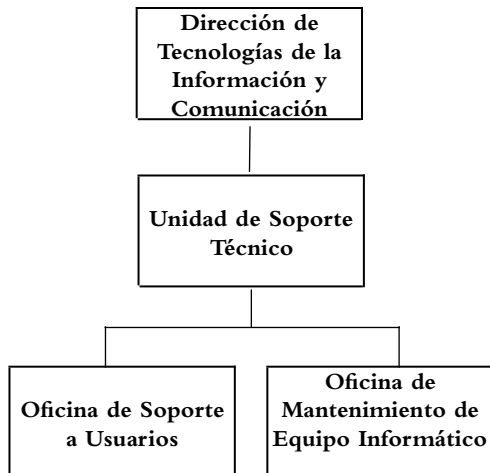 Dirección de
Tecnologías de la
Información y
Comunicación
Unidad de Soporte
Técnico
Oficina de Soporte
a Usuarios
Oficina de
Mantenimiento de
Equipo Informático